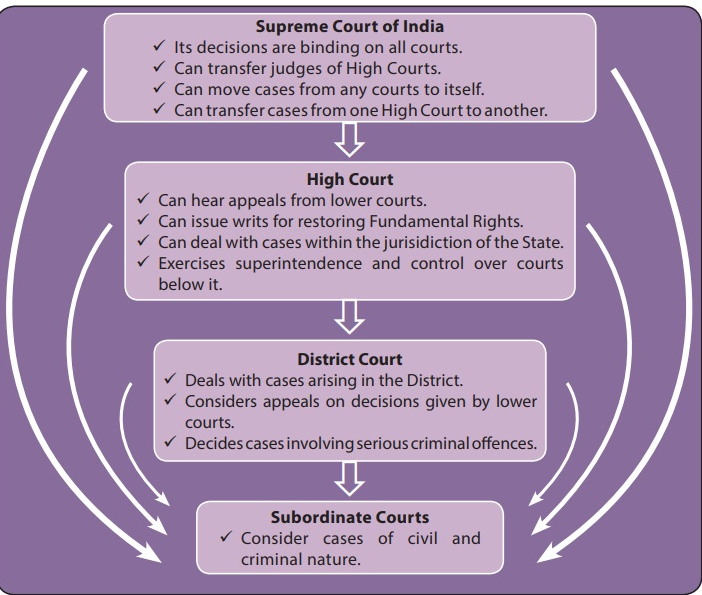 Supreme Court of India
✓ Its decisions are binding on all courts.
✓ Can transfer judges of High Courts.
✓ Can move cases from any courts to itself.
✓ Can transfer cases from one High Court to another.
High Court
✓ Can hear appeals from lower courts.
✓ Can issue writs for restoring Fundamental Rights.
✓ Can deal with cases within the jurisidiction of the State.
✓ Exercises superintendence and control over courts
below it.
District Court
✓ Deals with cases arising in the District.
✓ Considers appeals on decisions given by lower
courts.
✓ Decides cases involving serious criminal offences.
Subordinate Courts
✓ Consider cases of civil and
criminal nature.